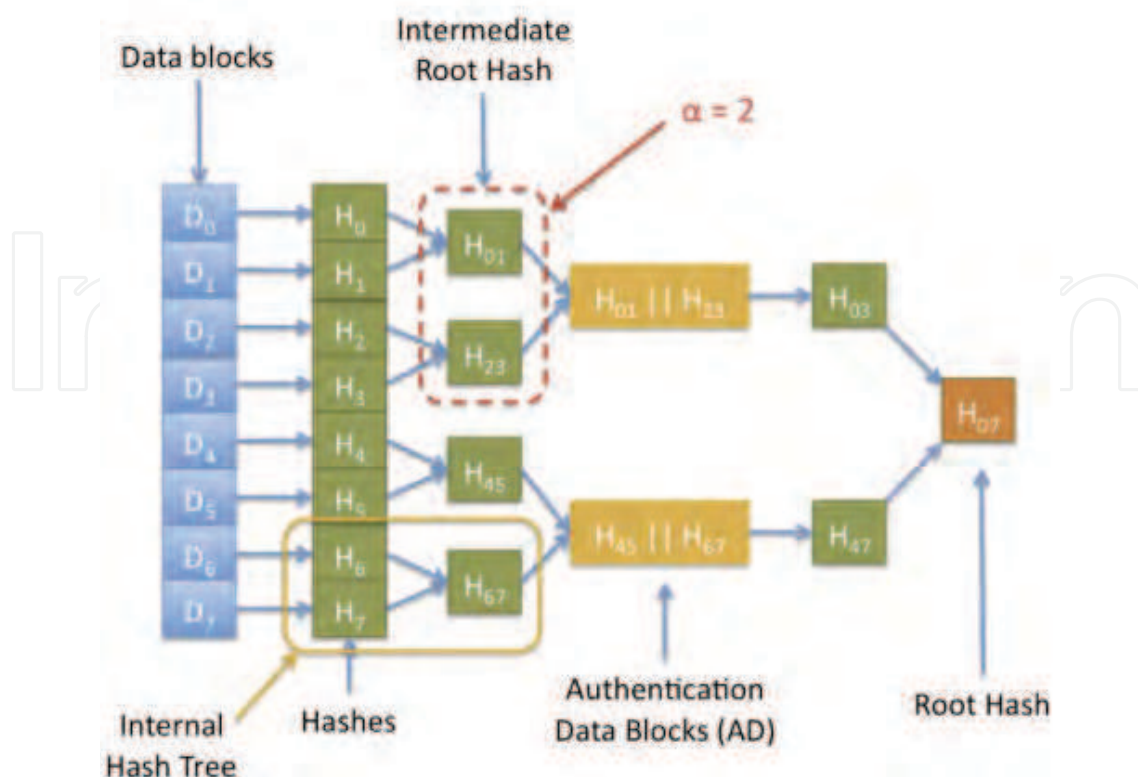 Data blocks
Intermediate
Root Hash
α = 2
D₀
D₁
D₂
D₃
D₄
D₅
D₆
D₇
H₀
H₁
H₂
H₃
H₄
H₅
H₆
H₇
H₀₁
H₂₃
H₄₅
H₆₇
H₀₁ || H₂₃
H₄₅ || H₆₇
H₀₃
H₄₇
H₀₇
Internal
Hash Tree
Hashes
Authentication
Data Blocks (AD)
Root Hash